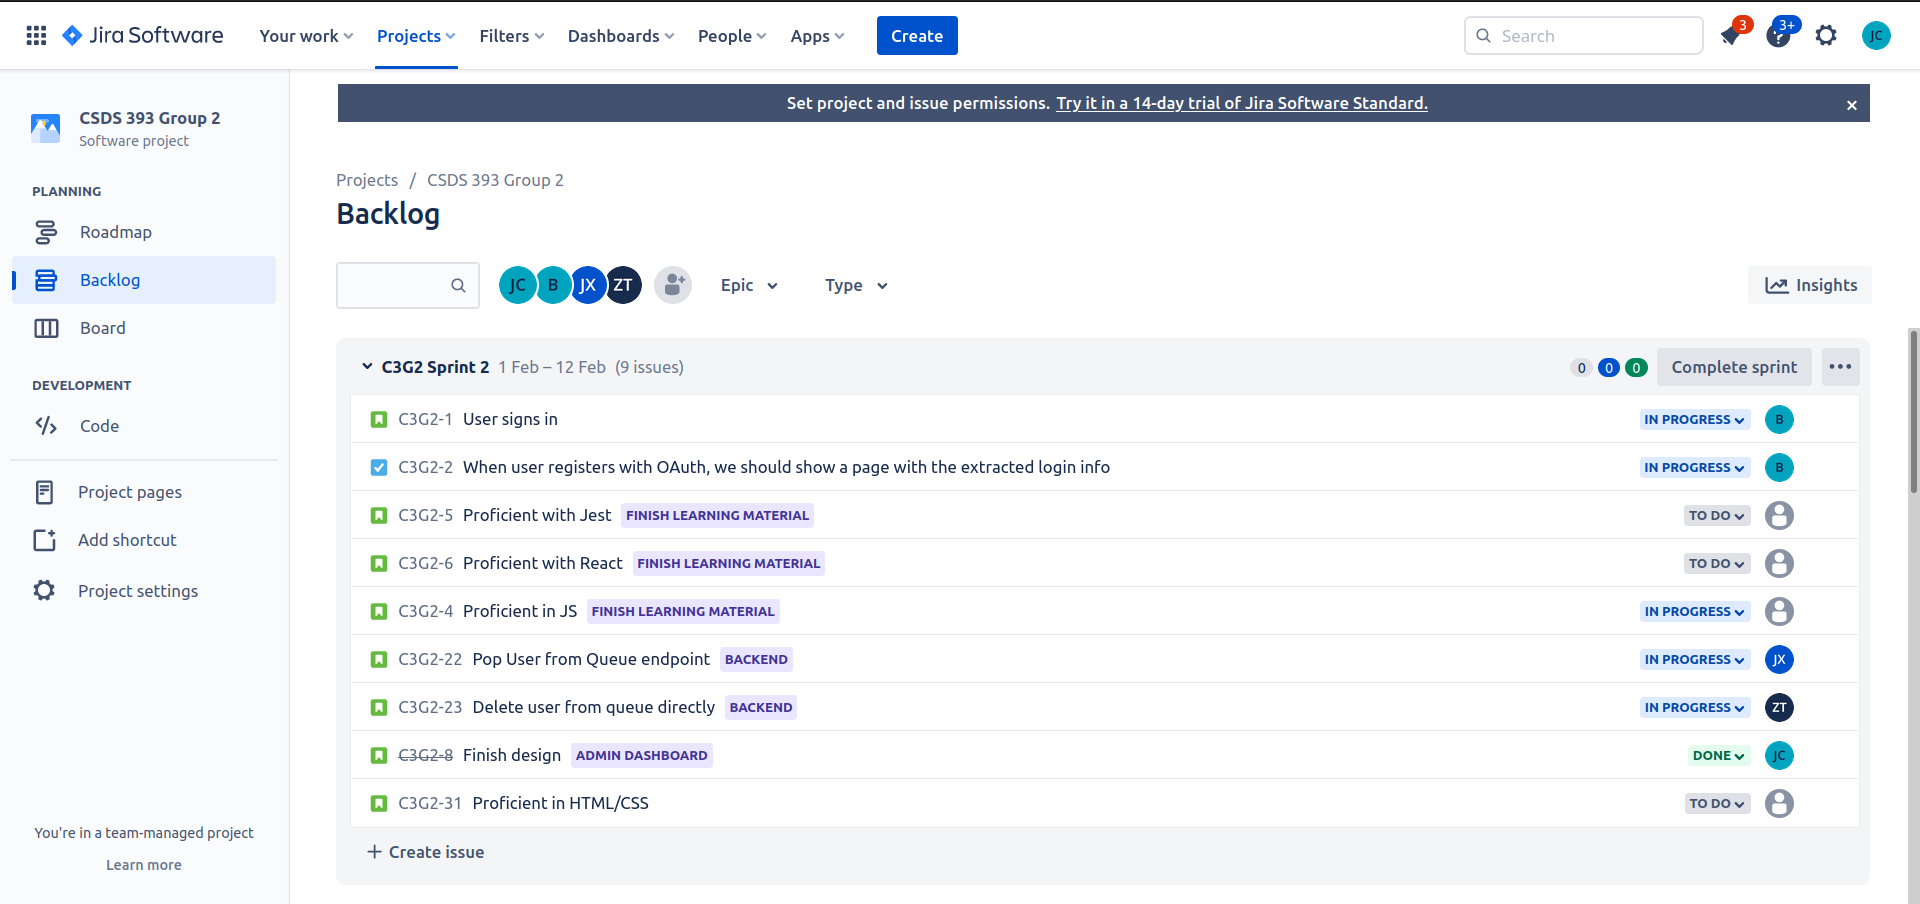 Jira Software Your work Projects Filters Dashboards People Apps Create Search 3 3+ JC
Set project and issue permissions. Try it in a 14-day trial of Jira Software Standard.
CSDS 393 Group 2
Software project
PLANNING
Roadmap
Backlog
Board
DEVELOPMENT
Code
Project pages
Add shortcut
Project settings
You're in a team-managed project
Learn more
Projects / CSDS 393 Group 2
Backlog
JC B JX ZT Epic Type Insights
C3G2 Sprint 2 1 Feb – 12 Feb (9 issues) 0 0 0 Complete sprint
C3G2-1 User signs in IN PROGRESS B
C3G2-2 When user registers with OAuth, we should show a page with the extracted login info IN PROGRESS B
C3G2-5 Proficient with Jest FINISH LEARNING MATERIAL TO DO
C3G2-6 Proficient with React FINISH LEARNING MATERIAL TO DO
C3G2-4 Proficient in JS FINISH LEARNING MATERIAL IN PROGRESS
C3G2-22 Pop User from Queue endpoint BACKEND IN PROGRESS JX
C3G2-23 Delete user from queue directly BACKEND IN PROGRESS ZT
C3G2-8 Finish design ADMIN DASHBOARD DONE JC
C3G2-31 Proficient in HTML/CSS TO DO
+ Create issue